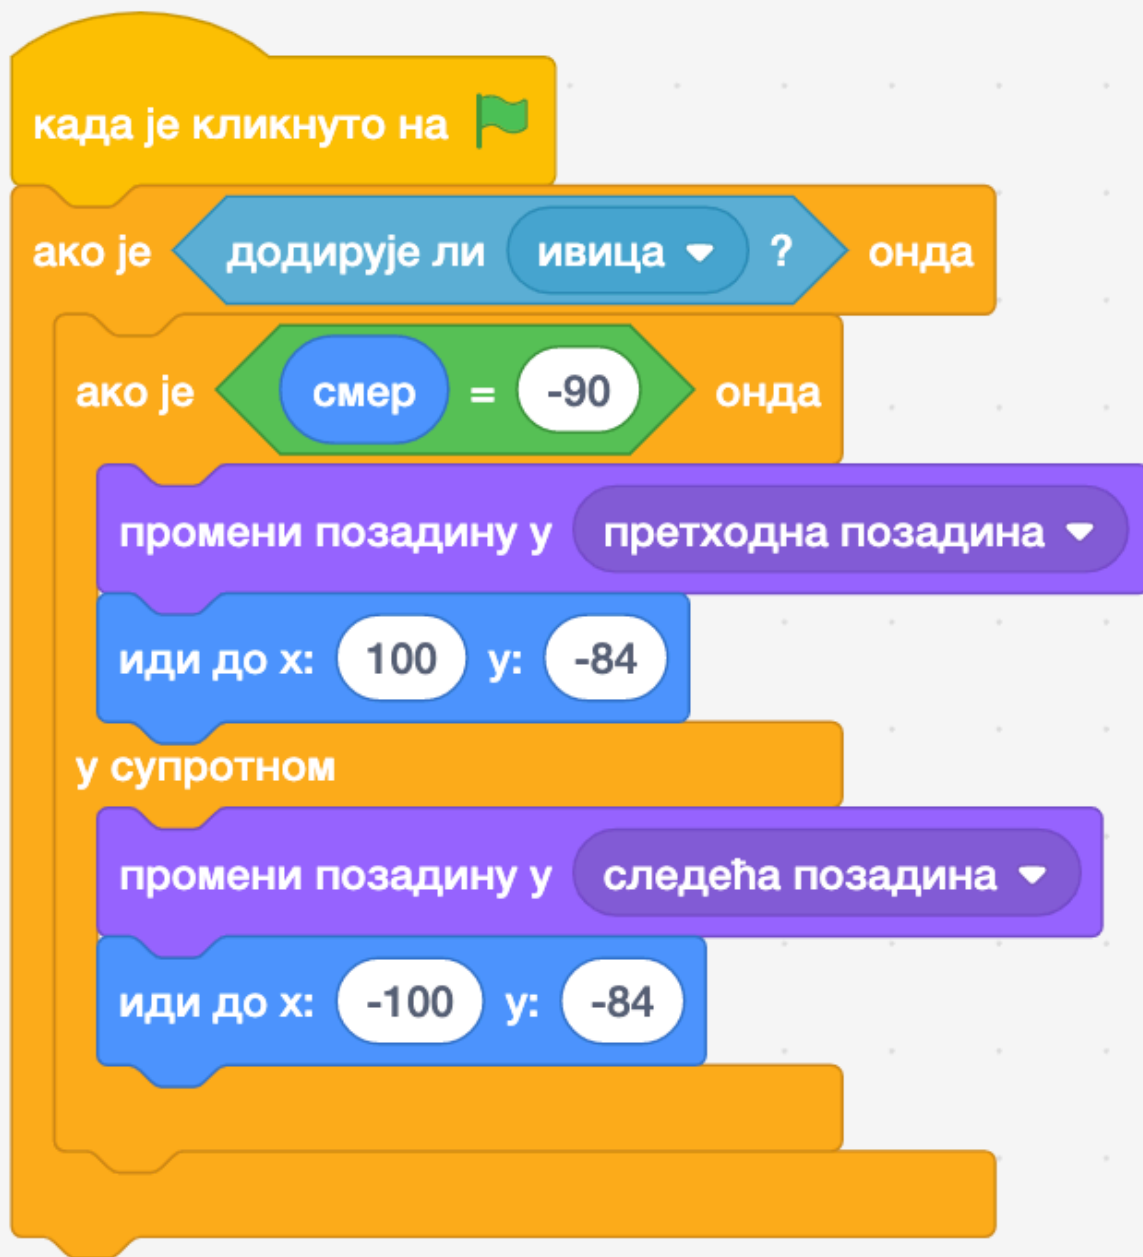 када је кликнуто на
ако је додирује ли ивица ? онда
ако је смер = -90 онда
промени позадину у претходна позадина
иди до x: 100 y: -84
у супротном
промени позадину у следећа позадина
иди до x: -100 y: -84